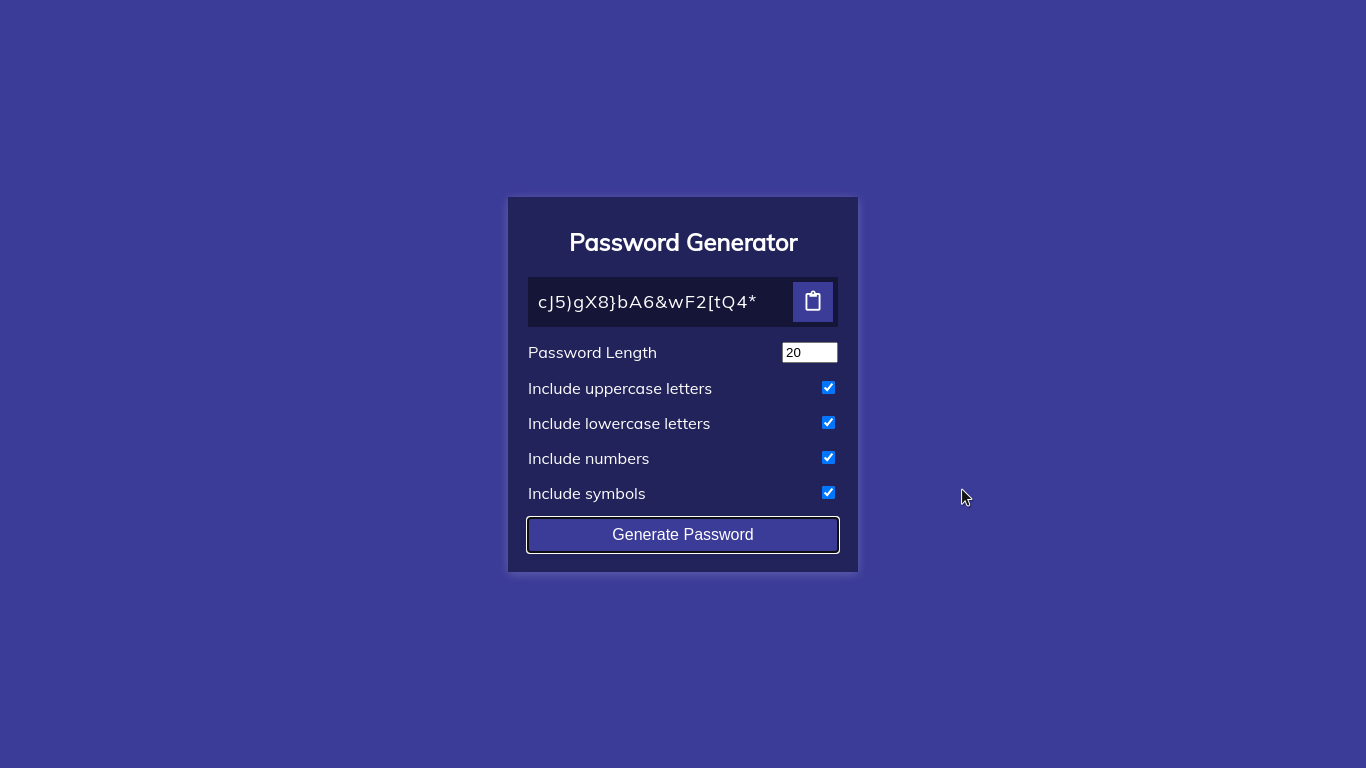 Password Generator
cJ5)gX8}bA6&wF2[tQ4*
Password Length
20
Include uppercase letters
Include lowercase letters
Include numbers
Include symbols
Generate Password